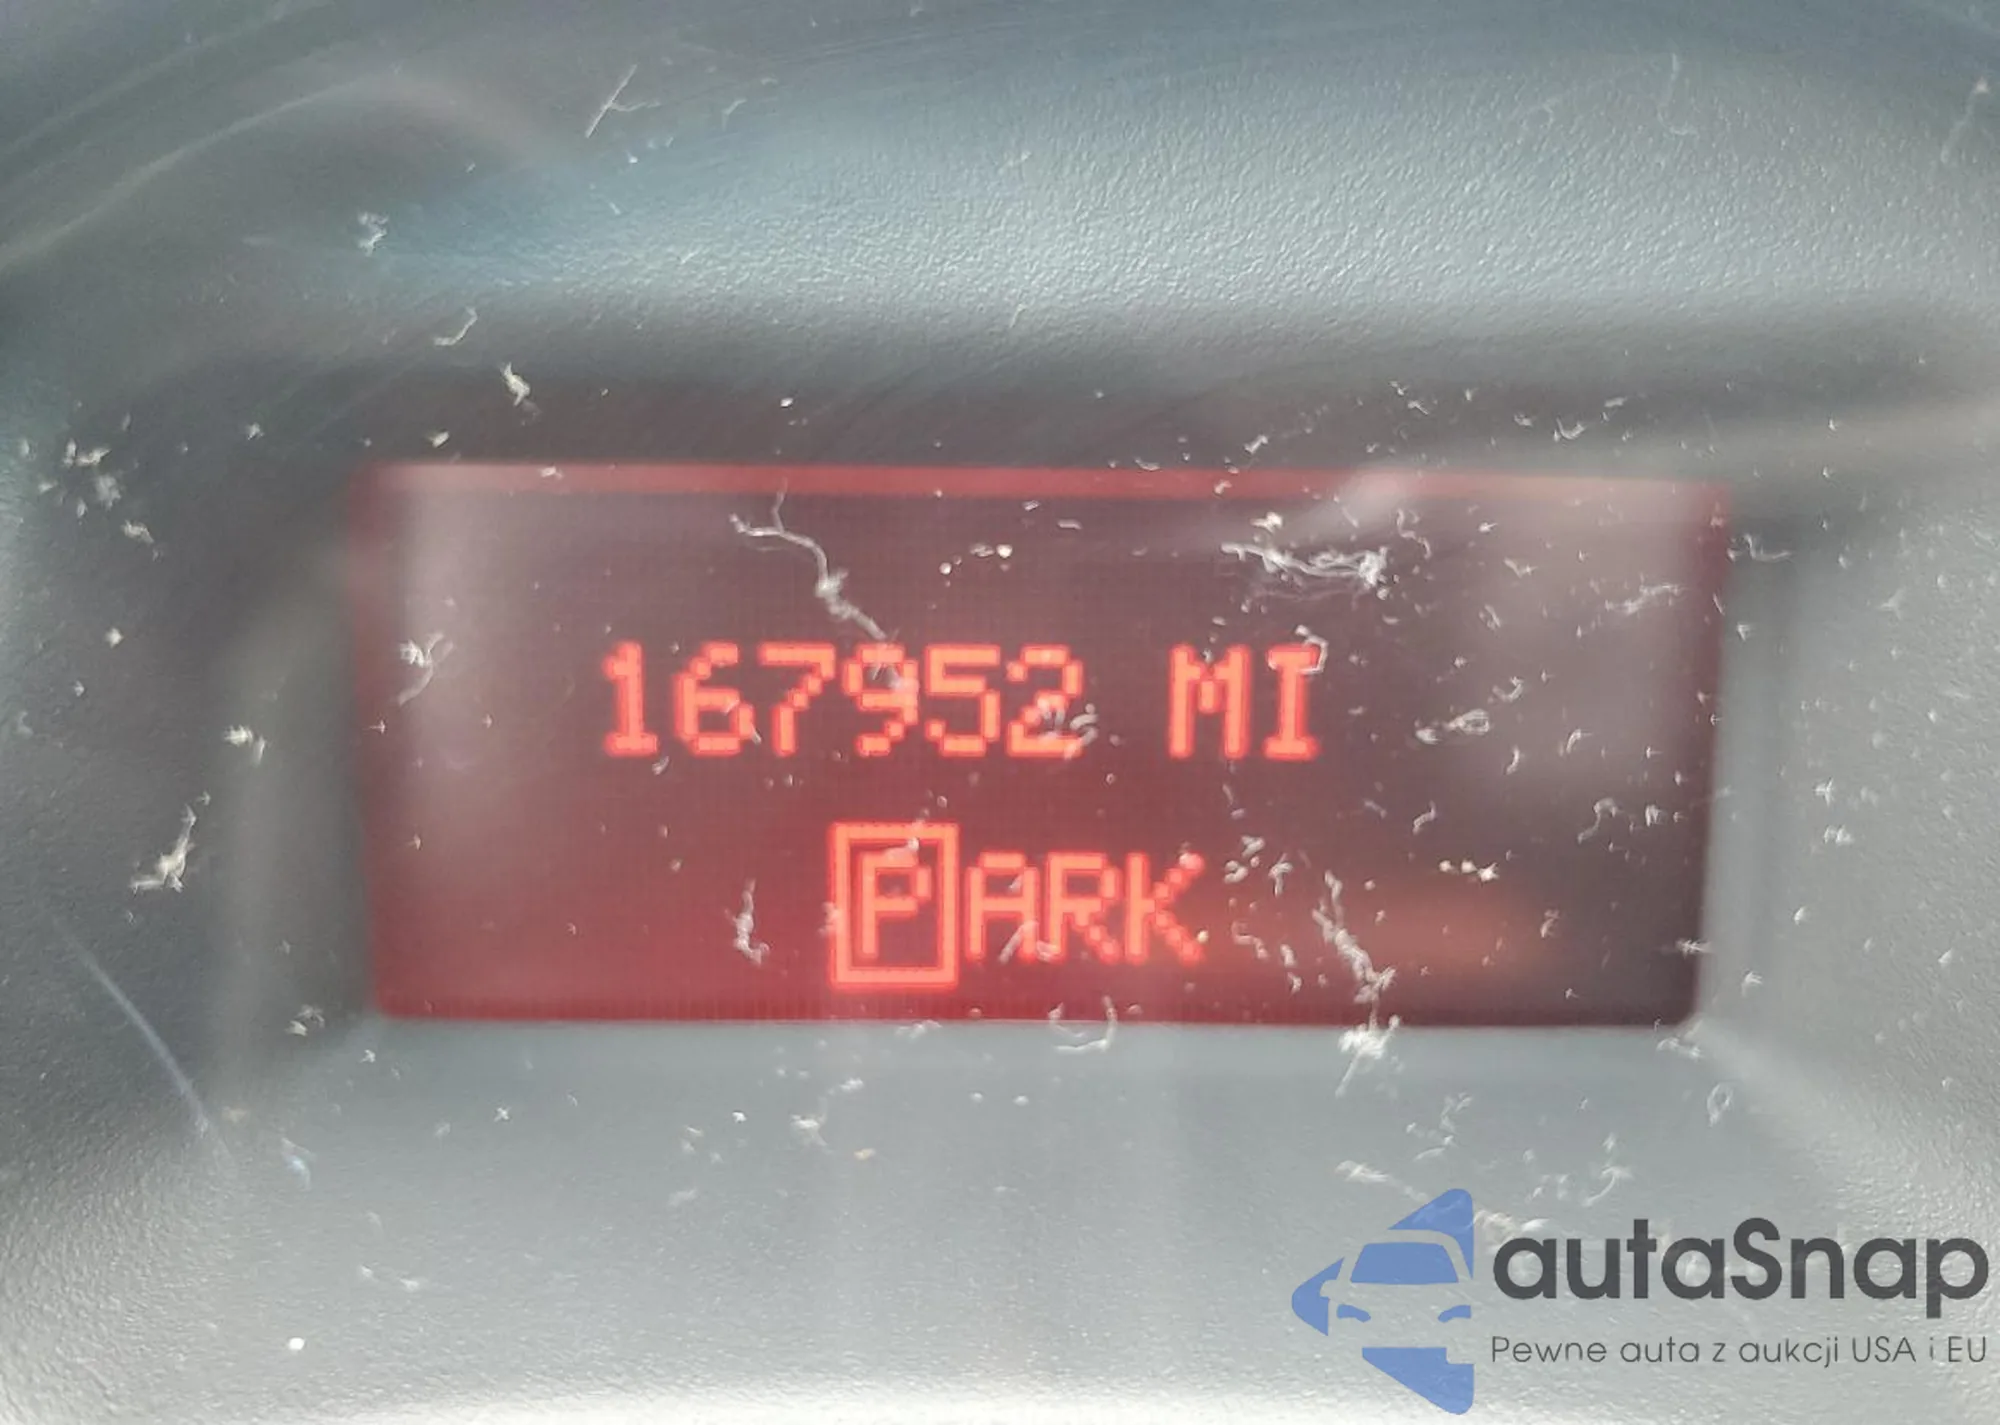 167952 MI
PARK
autaSnap
Pewne auta z aukcji USA i EU